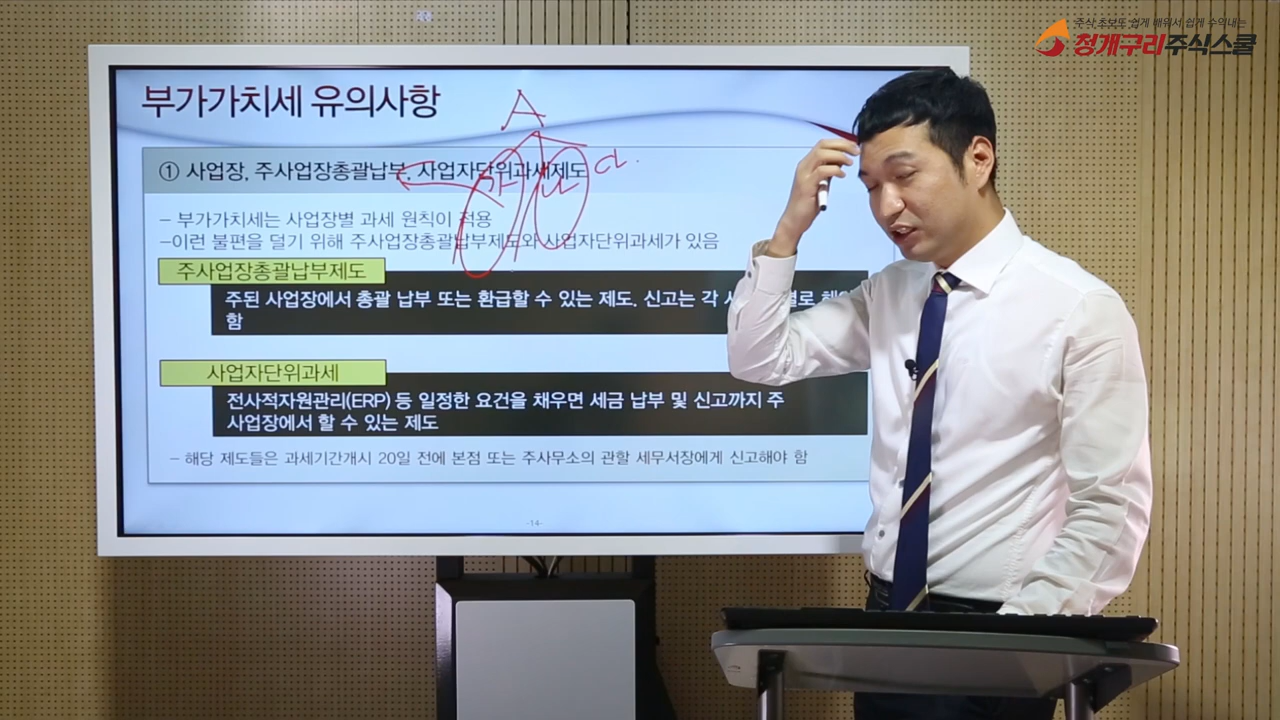 주식 초보도 쉽게 배워서 쉽게 수익내는
청개구리주식스쿨
부가가치세 유의사항
A
① 사업장, 주사업장총괄납부, 사업자단위과세제도
가 나 다.
– 부가가치세는 사업장별 과세 원칙이 적용
–이런 불편을 덜기 위해 주사업장총괄납부제도와 사업자단위과세가 있음
주사업장총괄납부제도
주된 사업장에서 총괄 납부 또는 환급할 수 있는 제도. 신고는 각
함
사업자단위과세
전사적자원관리(ERP) 등 일정한 요건을 채우면 세금 납부 및 신고까지 주
사업장에서 할 수 있는 제도
– 해당 제도들은 과세기간개시 20일 전에 본점 또는 주사무소의 관할 세무서장에게 신고해야 함
-14-